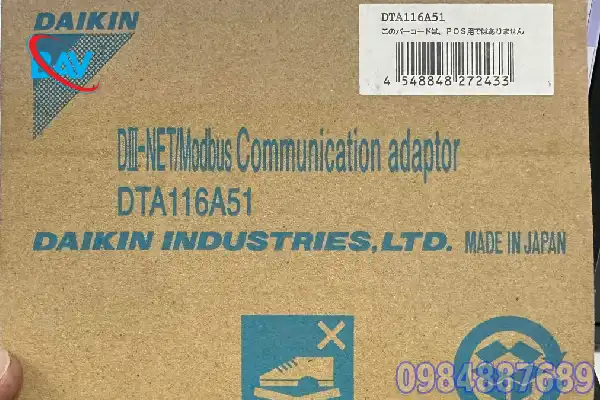 DAIKIN
DAV
DTA116A51
このバーコードは、POS用ではありません
4 548848 272433
DIII-NET/Modbus Communication adaptor
DTA116A51
DAIKIN INDUSTRIES,LTD. MADE IN JAPAN
0984887689